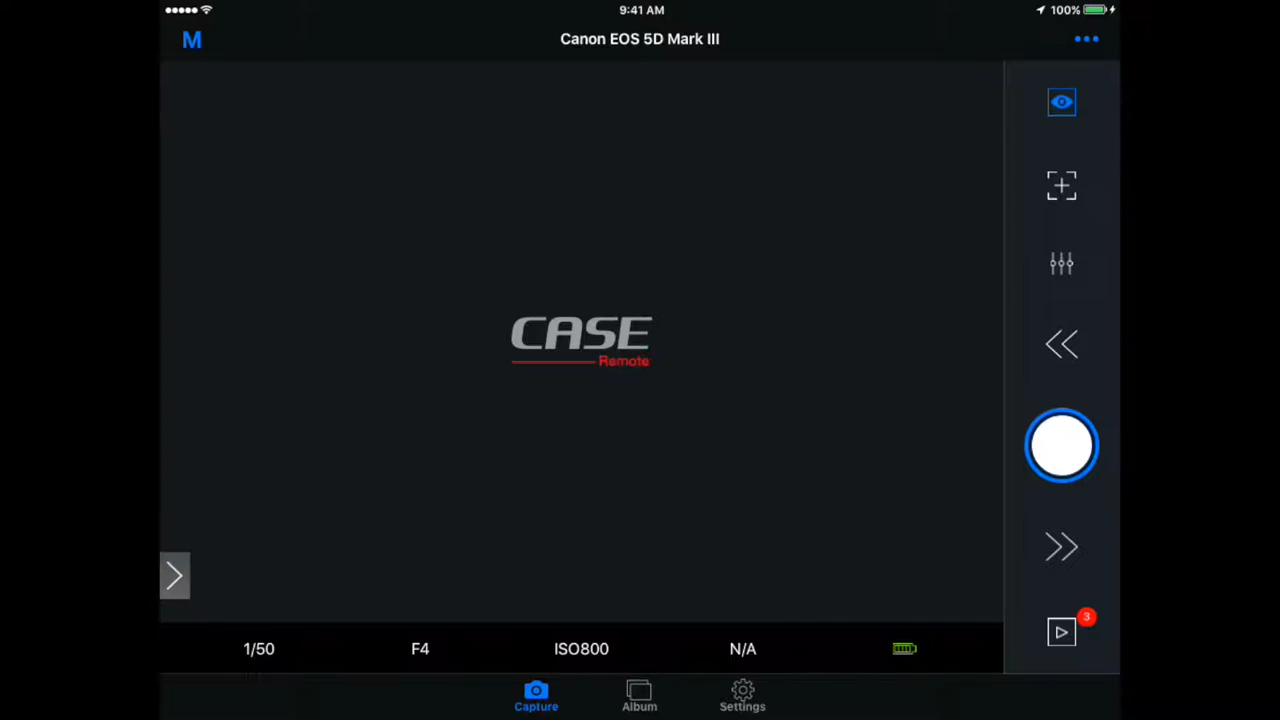 9:41 AM
100%
M
Canon EOS 5D Mark III
CASE
Remote
3
1/50
F4
ISO800
N/A
Capture
Album
Settings